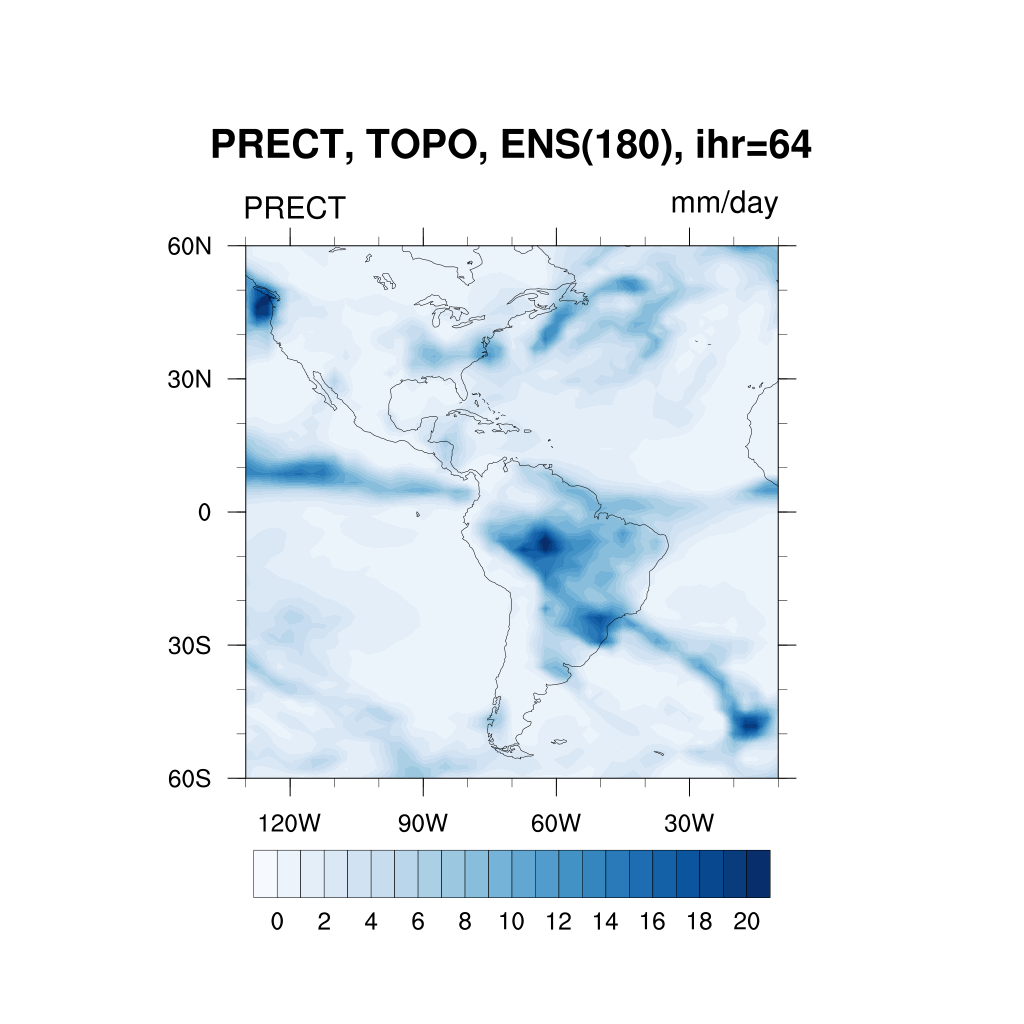 PRECT, TOPO, ENS(180), ihr=64
PRECT mm/day
60N
30N
0
30S
60S
120W 90W 60W 30W
0 2 4 6 8 10 12 14 16 18 20